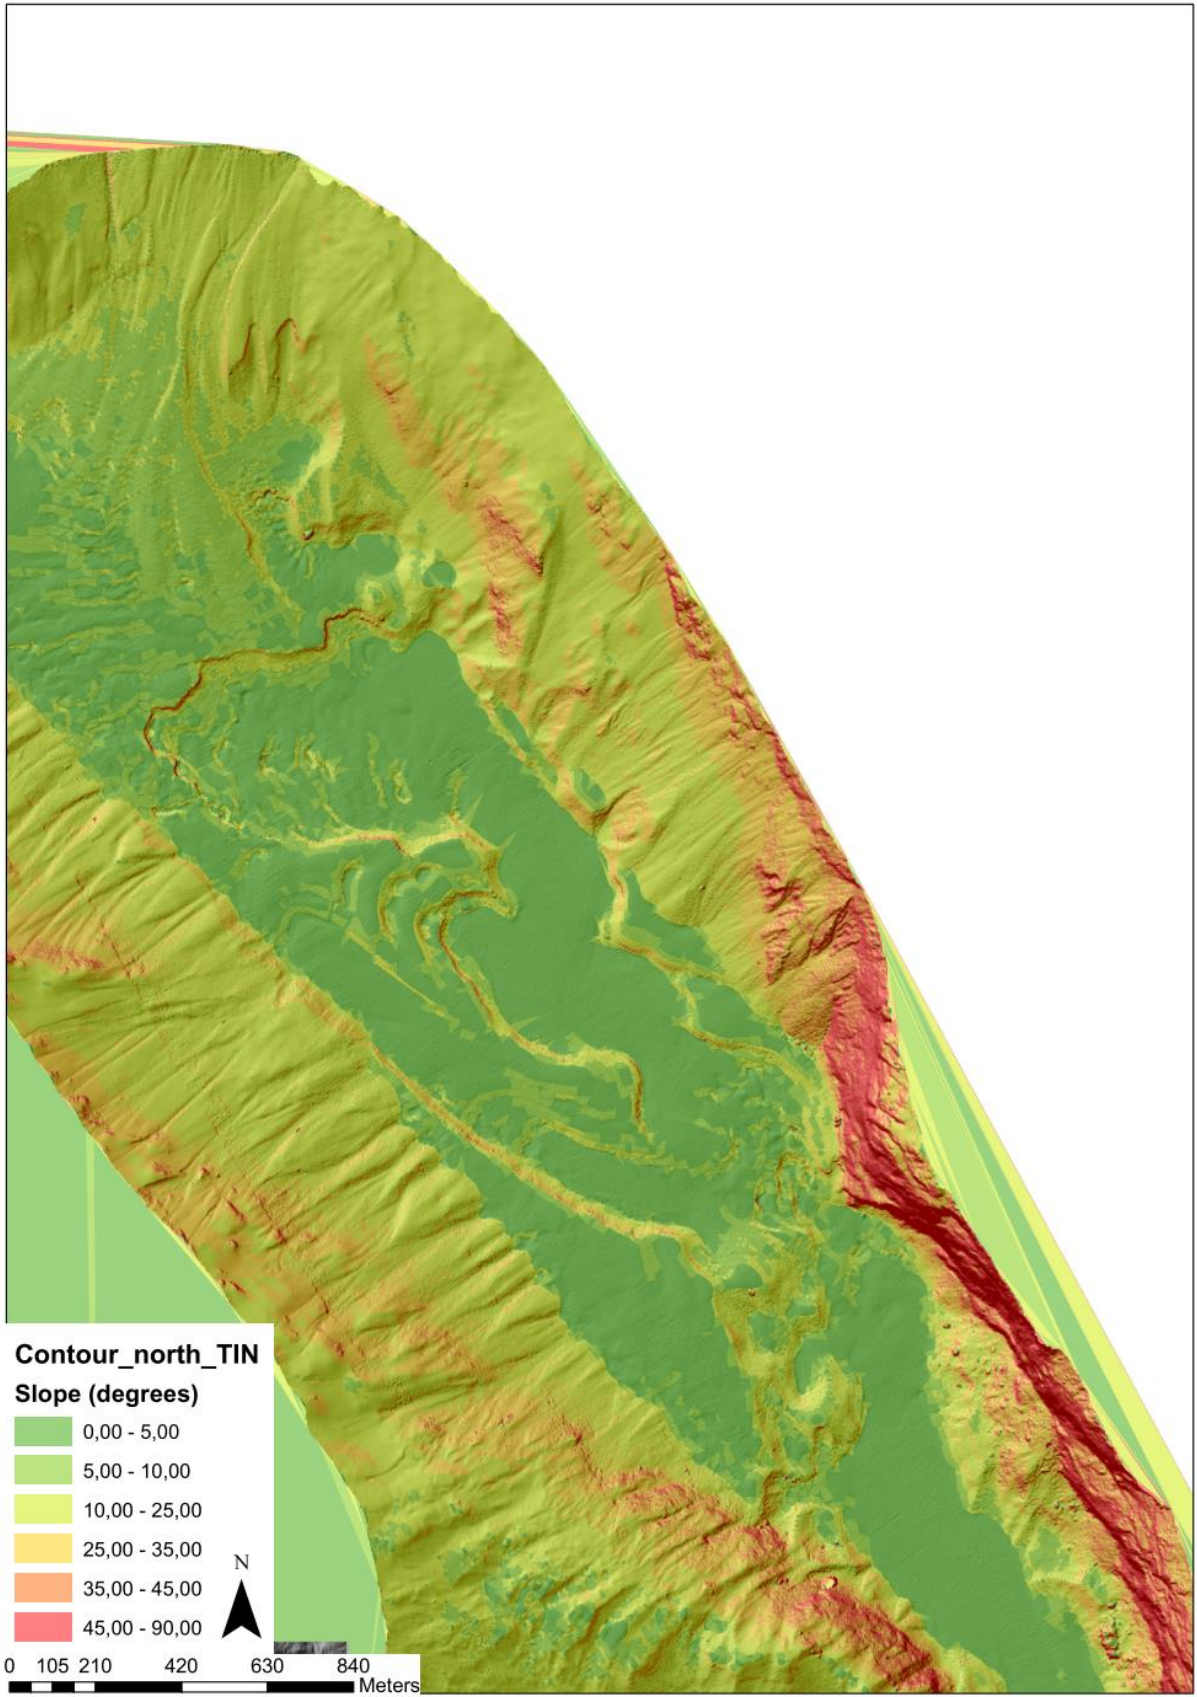 Contour_north_TIN
Slope (degrees)
0,00 - 5,00
5,00 - 10,00
10,00 - 25,00
25,00 - 35,00
35,00 - 45,00
45,00 - 90,00
N
0 105 210 420 630 840
Meters